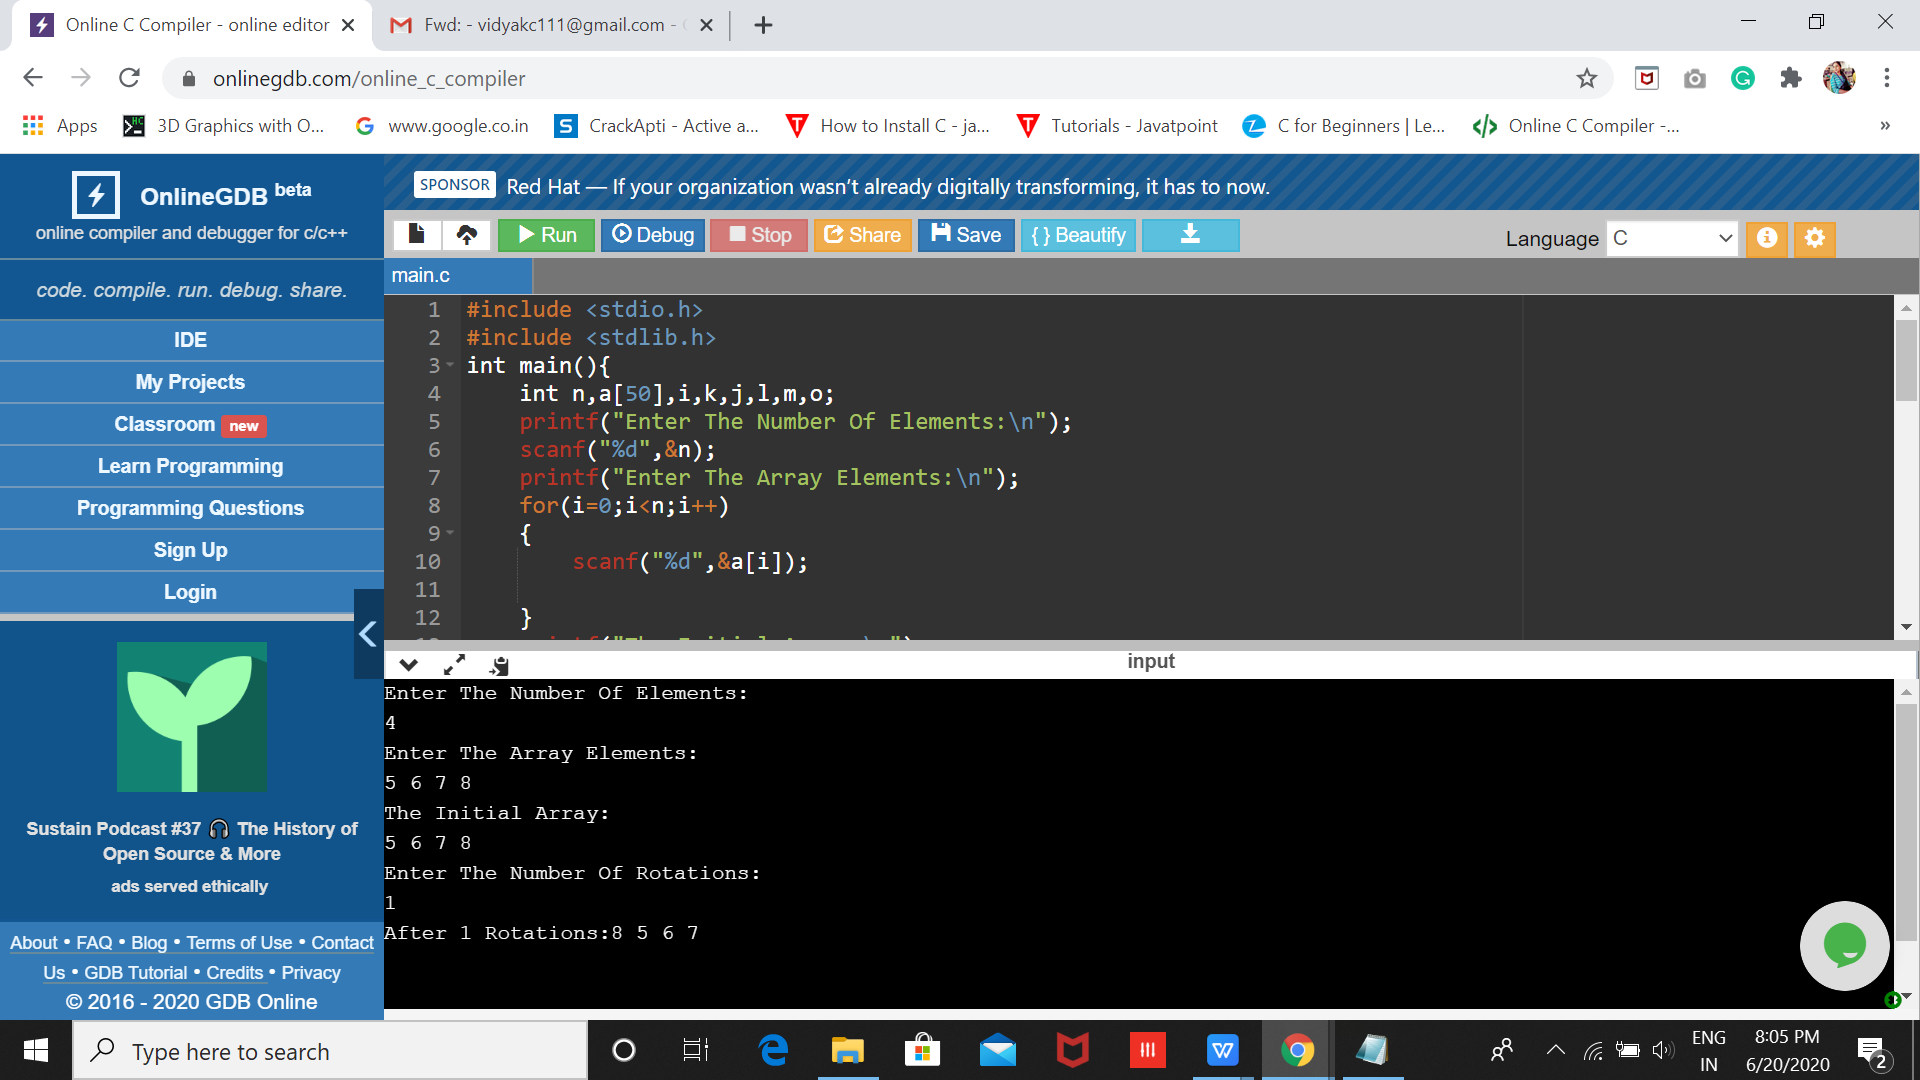 Online C Compiler - online editor
Fwd: - vidyakc111@gmail.com -
onlinegdb.com/online_c_compiler
Apps
3D Graphics with O...
www.google.co.in
CrackApti - Active a...
How to Install C - ja...
Tutorials - Javatpoint
C for Beginners | Le...
Online C Compiler -...
»
OnlineGDB beta
online compiler and debugger for c/c++
code. compile. run. debug. share.
IDE
My Projects
Classroom new
Learn Programming
Programming Questions
Sign Up
Login
Sustain Podcast #37 🎧 The History of
Open Source & More
ads served ethically
About • FAQ • Blog • Terms of Use • Contact
Us • GDB Tutorial • Credits • Privacy
© 2016 - 2020 GDB Online
SPONSOR Red Hat — If your organization wasn't already digitally transforming, it has to now.
Run Debug Stop Share Save { } Beautify
Language C
main.c
1 #include <stdio.h>
2 #include <stdlib.h>
3 int main(){
4 int n,a[50],i,k,j,l,m,o;
5 printf("Enter The Number Of Elements:\n");
6 scanf("%d",&n);
7 printf("Enter The Array Elements:\n");
8 for(i=0;i<n;i++)
9 {
10 scanf("%d",&a[i]);
11
12 }
input
Enter The Number Of Elements:
4
Enter The Array Elements:
5 6 7 8
The Initial Array:
5 6 7 8
Enter The Number Of Rotations:
1
After 1 Rotations:8 5 6 7
Type here to search
ENG
IN
8:05 PM
6/20/2020
2